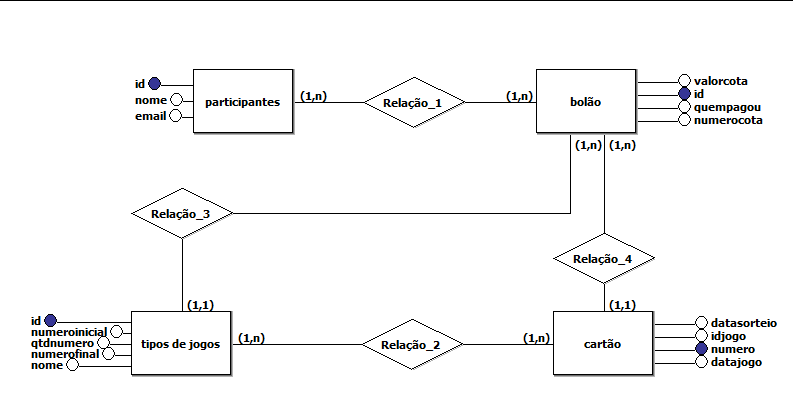 id
nome
email
participantes
(1,n)
Relação_1
(1,n)
bolão
valorcota
id
quempagou
numerocota
(1,n)
(1,n)
Relação_3
Relação_4
(1,1)
(1,1)
id
numeroinicial
qtdnumero
numerofinal
nome
tipos de jogos
(1,n)
Relação_2
(1,n)
cartão
datasorteio
idjogo
numero
datajogo